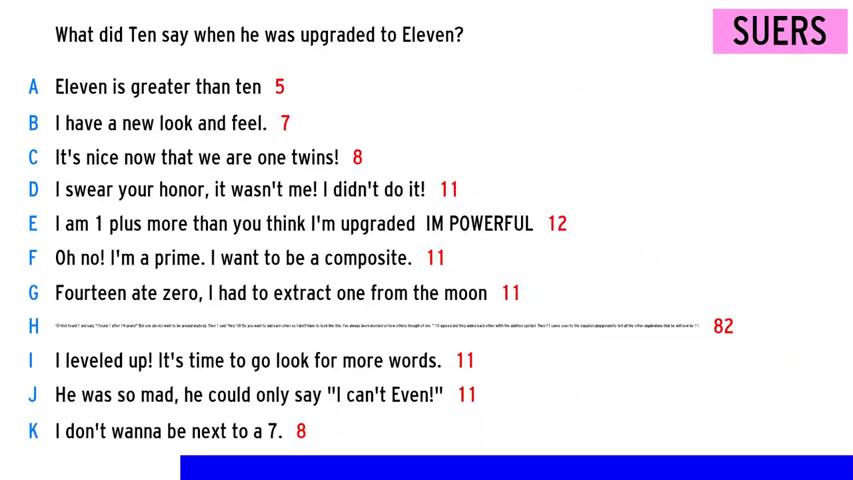 What did Ten say when he was upgraded to Eleven?
SUERS
A Eleven is greater than ten 5
B I have a new look and feel. 7
C It's nice now that we are one twins! 8
D I swear your honor, it wasn't me! I didn't do it! 11
E I am 1 plus more than you think I'm upgraded IM POWERFUL 12
F Oh no! I'm a prime. I want to be a composite. 11
G Fourteen ate zero, I had to extract one from the moon 11
H 82
I I leveled up! It's time to go look for more words. 11
J He was so mad, he could only say "I can't Even!" 11
K I don't wanna be next to a 7. 8